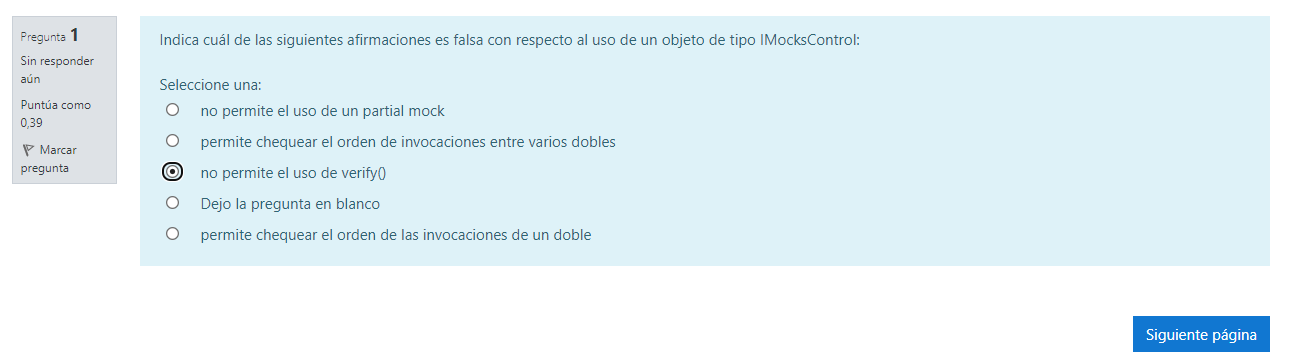 Pregunta 1
Sin responder
aún
Puntúa como
0,39
Marcar
pregunta
Indica cuál de las siguientes afirmaciones es falsa con respecto al uso de un objeto de tipo IMocksControl:
Seleccione una:
no permite el uso de un partial mock
permite chequear el orden de invocaciones entre varios dobles
no permite el uso de verify()
Dejo la pregunta en blanco
permite chequear el orden de las invocaciones de un doble
Siguiente página